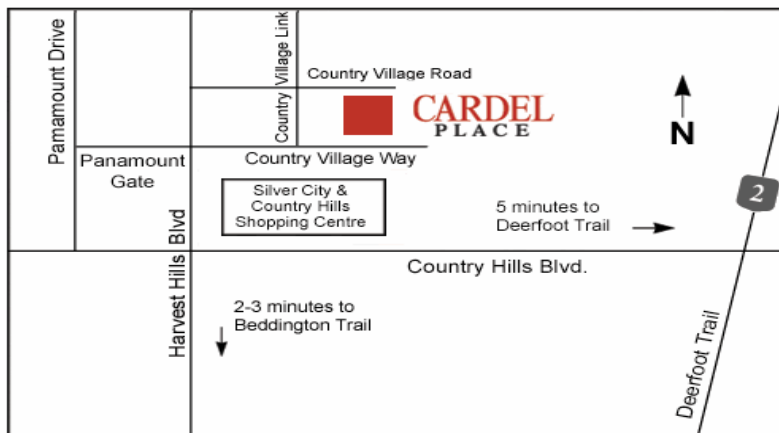 Pamamount Drive
Country Village Link
Country Village Road
CARDEL
PLACE
N
Panamount
Gate
Country Village Way
Silver City &
Country Hills
Shopping Centre
5 minutes to
Deerfoot Trail
2
Harvest Hills Blvd
Country Hills Blvd.
2-3 minutes to
Beddington Trail
Deerfoot Trail